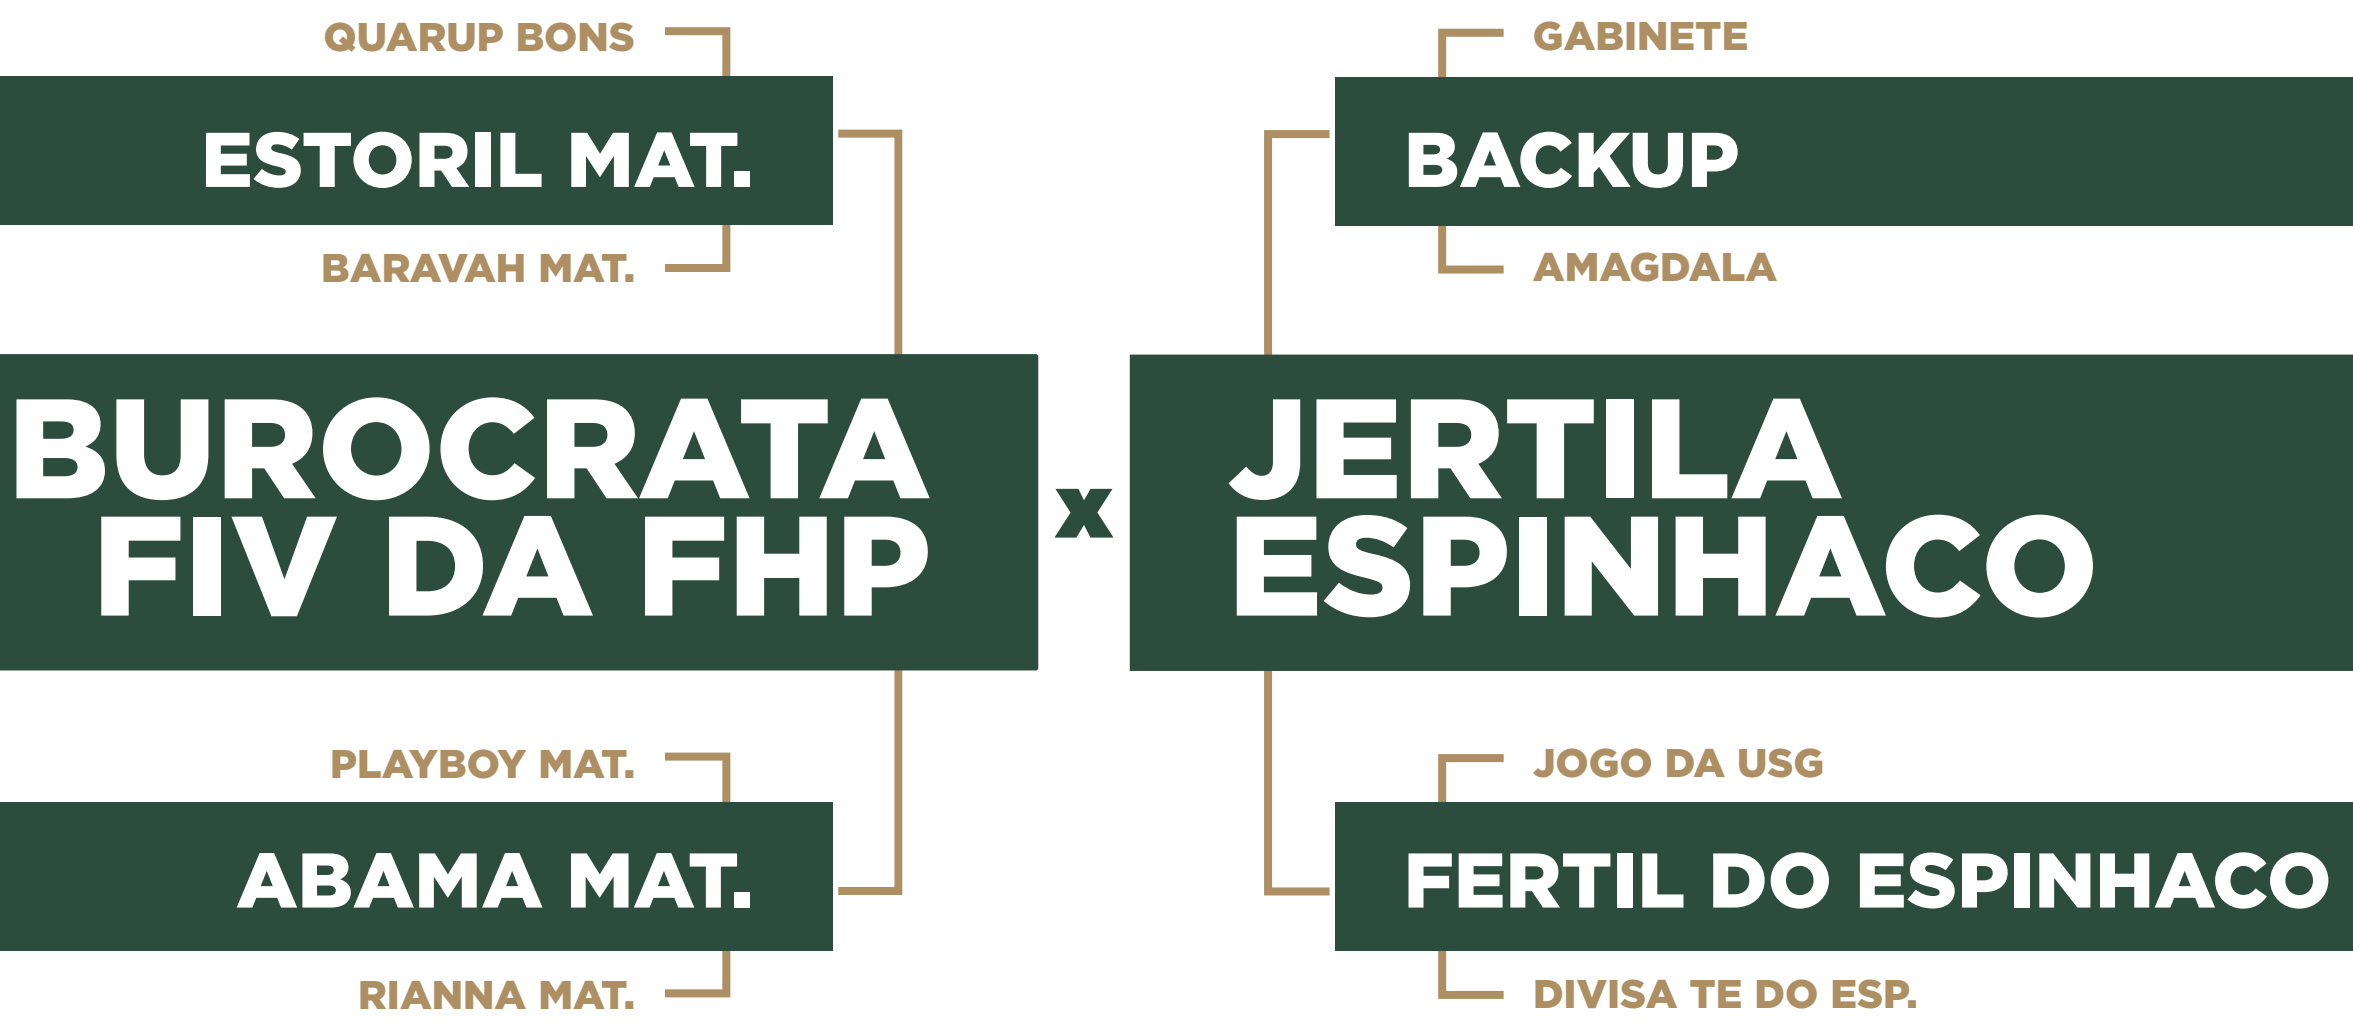 QUARUP BONS
ESTORIL MAT.
BARAVAH MAT.
BUROCRATA
FIV DA FHP
PLAYBOY MAT.
ABAMA MAT.
RIANNA MAT.
x
GABINETE
BACKUP
AMAGDALA
JERTILA
ESPINHACO
JOGO DA USG
FERTIL DO ESPINHACO
DIVISA TE DO ESP.